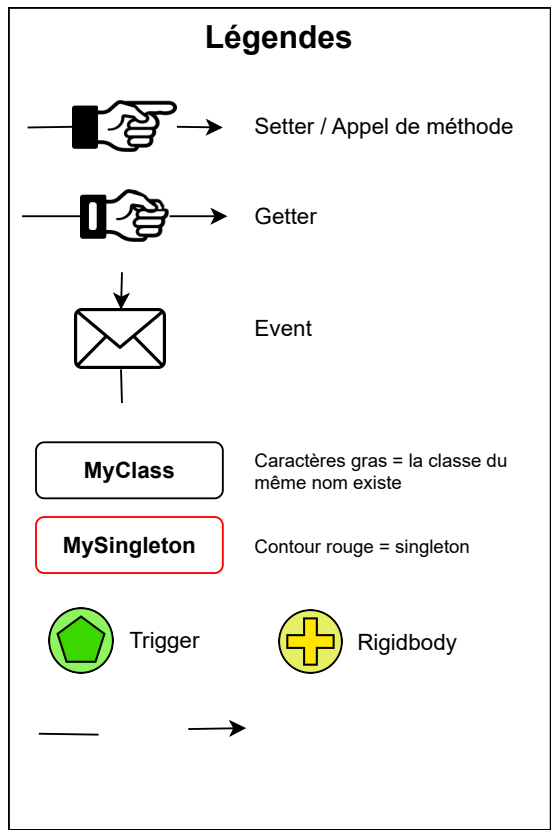 Légendes
Setter / Appel de méthode
Getter
Event
MyClass
Caractères gras = la classe du
même nom existe
MySingleton
Contour rouge = singleton
Trigger
Rigidbody